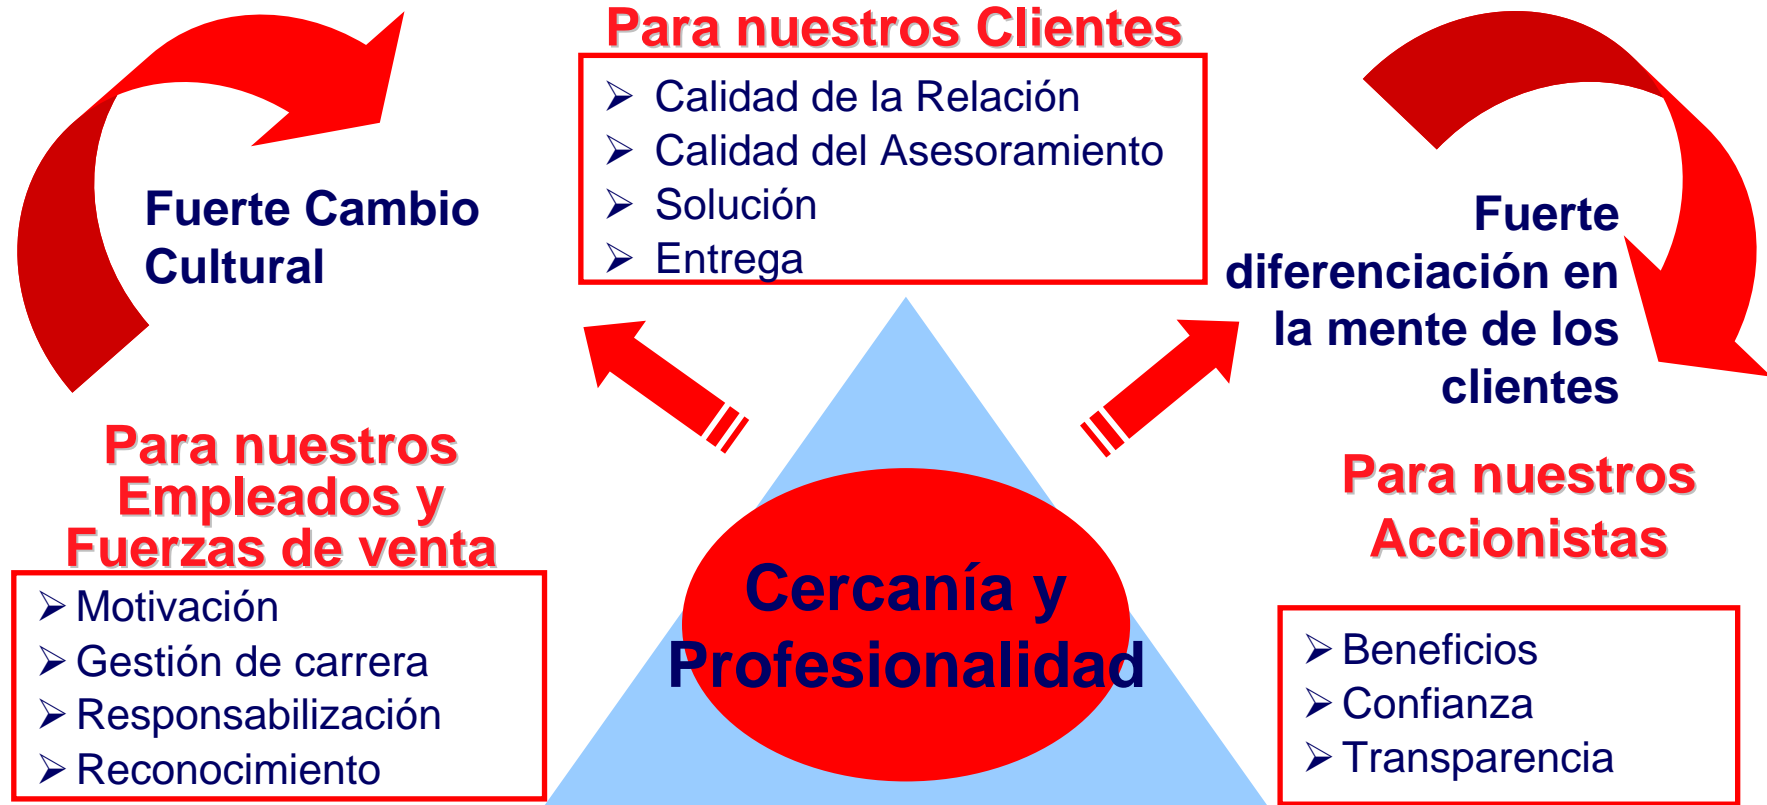 Para nuestros Clientes
➢ Calidad de la Relación
➢ Calidad del Asesoramiento
➢ Solución
➢ Entrega
Fuerte Cambio
Cultural
Fuerte
diferenciación en
la mente de los
clientes
Para nuestros
Empleados y
Fuerzas de venta
➢ Motivación
➢ Gestión de carrera
➢ Responsabilización
➢ Reconocimiento
Cercanía y
Profesionalidad
Para nuestros
Accionistas
➢ Beneficios
➢ Confianza
➢ Transparencia